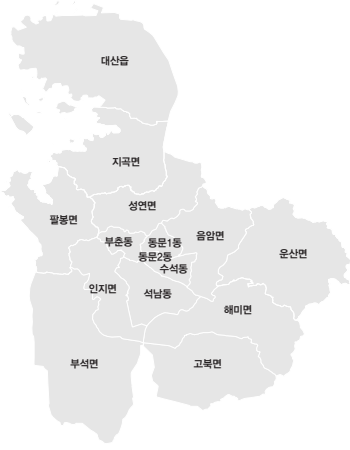 대산읍
지곡면
성연면
팔봉면
음암면
부춘동
동문1동
운산면
동문2동
수석동
인지면
석남동
해미면
부석면
고북면